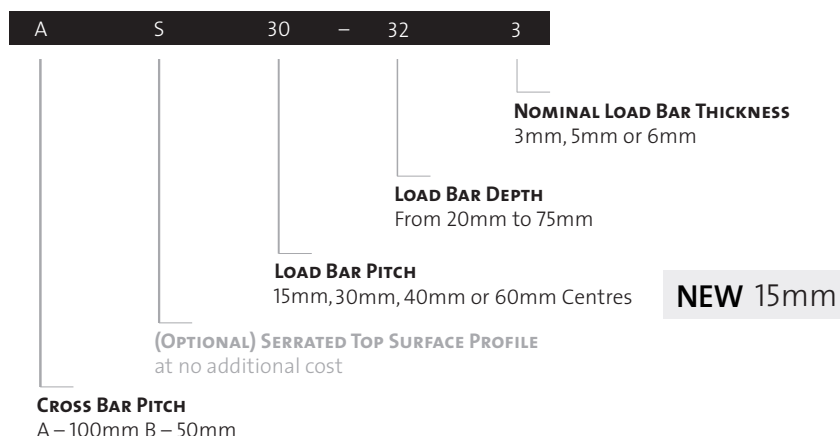 A S 30 – 32 3
NOMINAL LOAD BAR THICKNESS
3mm, 5mm or 6mm
LOAD BAR DEPTH
From 20mm to 75mm
LOAD BAR PITCH
15mm, 30mm, 40mm or 60mm Centres
NEW 15mm
(OPTIONAL) SERRATED TOP SURFACE PROFILE
at no additional cost
CROSS BAR PITCH
A – 100mm B – 50mm